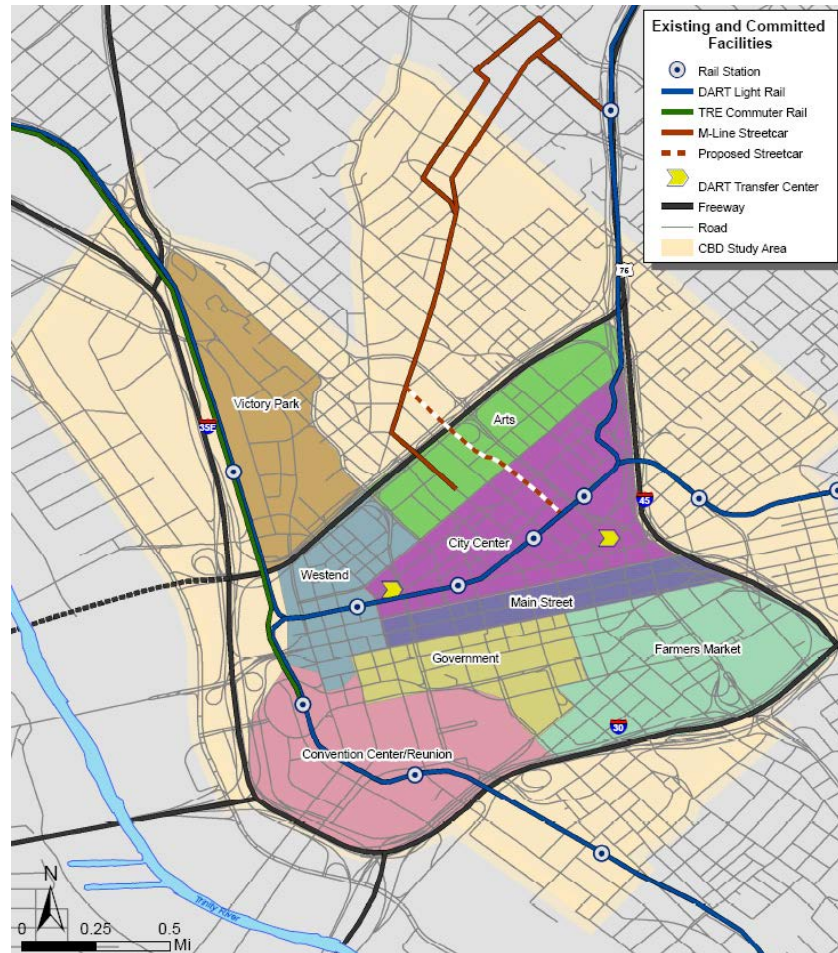 Existing and Committed
Facilities
Rail Station
DART Light Rail
TRE Commuter Rail
M-Line Streetcar
Proposed Streetcar
DART Transfer Center
Freeway
Road
CBD Study Area
76
Victory Park
Arts
35E
45
City Center
Westend
Main Street
Government
Farmers Market
30
Convention Center/Reunion
Trinity River
N
0 0.25 0.5
Mi